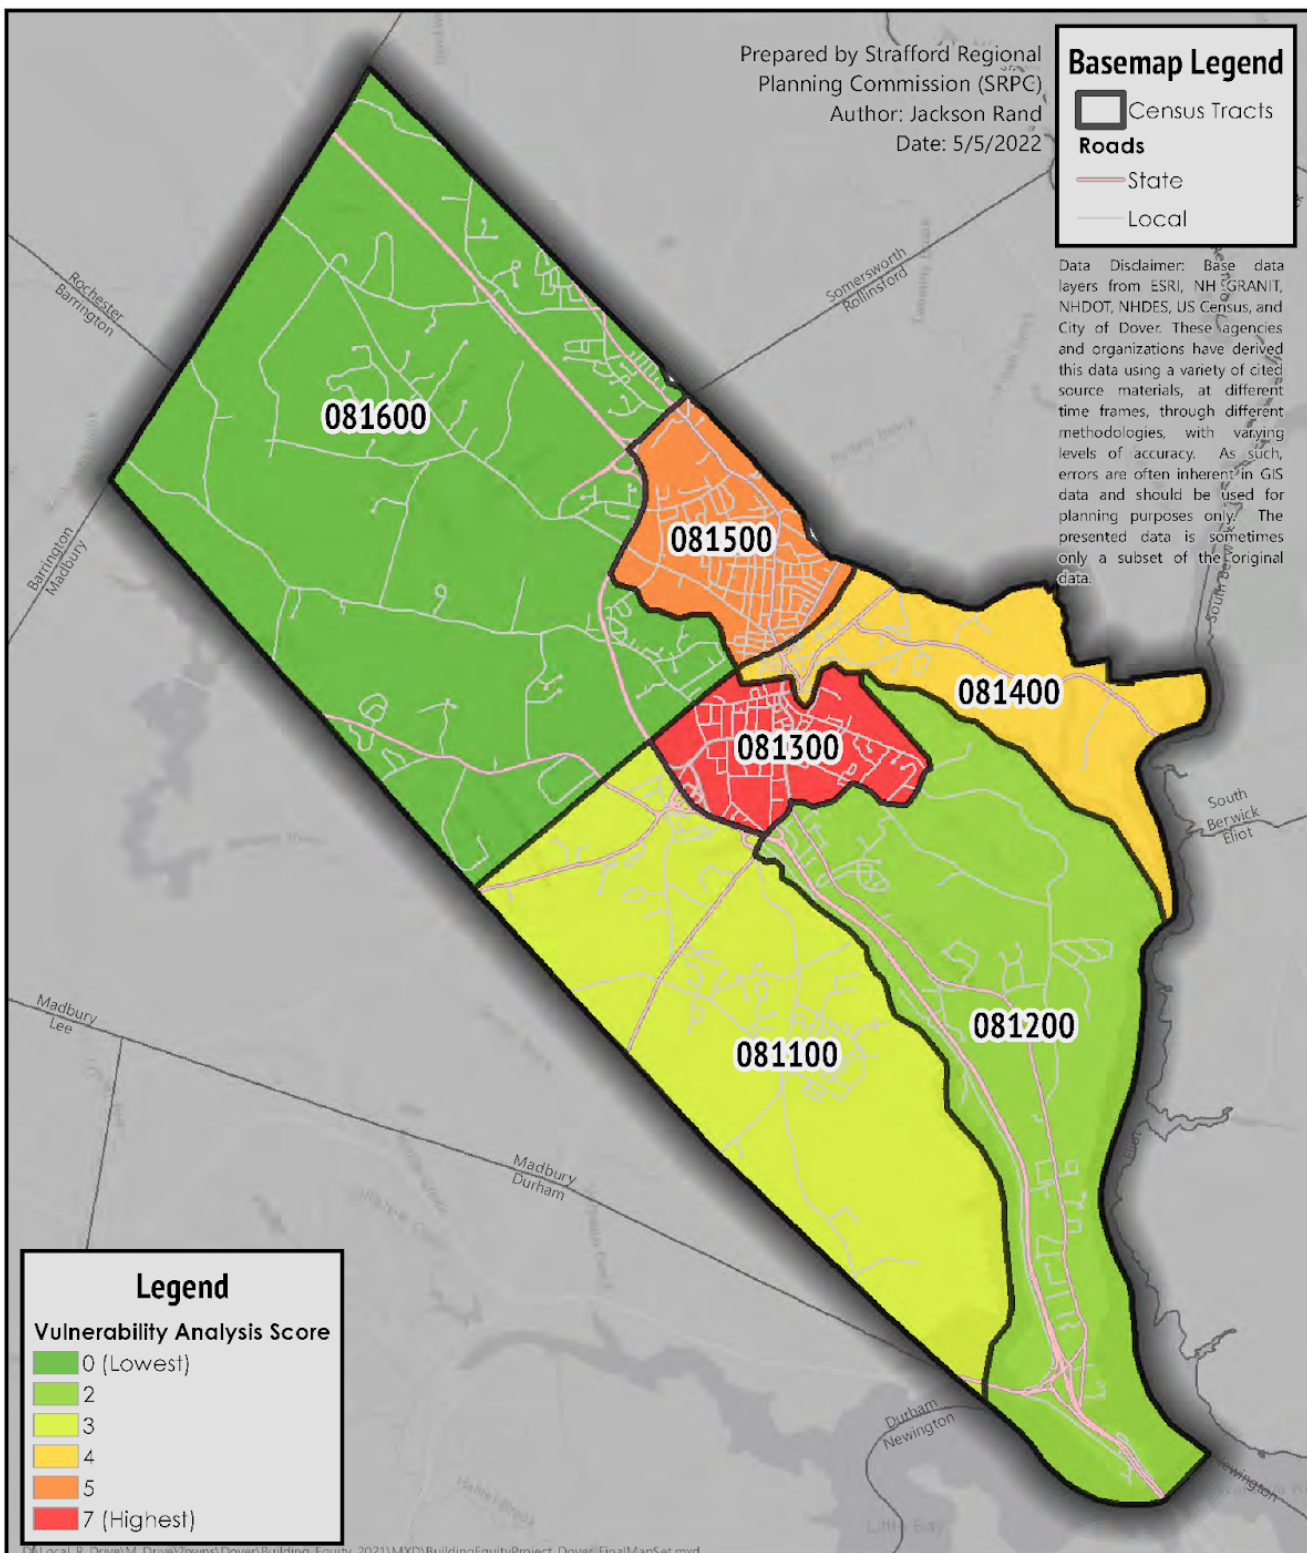 Prepared by Strafford Regional
Planning Commission (SRPC)
Author: Jackson Rand
Date: 5/5/2022
Basemap Legend
Census Tracts
Roads
State
Local
Data Disclaimer: Base data
layers from ESRI, NH GRANIT,
NHDOT, NHDES, US Census, and
City of Dover. These agencies
and organizations have derived
this data using a variety of cited
source materials, at different
time frames, through different
methodologies, with varying
levels of accuracy. As such,
errors are often inherent in GIS
data and should be used for
planning purposes only. The
presented data is sometimes
only a subset of the original
data.
Somersworth
Rollinsford
Rochester
Barrington
Barrington
Madbury
081600
081500
081400
081300
South
Berwick
Eliot
081200
081100
Madbury
Lee
Madbury
Durham
Eliot
Durham
Newington
Newington
Little Bay
Legend
Vulnerability Analysis Score
0 (Lowest)
2
3
4
5
7 (Highest)